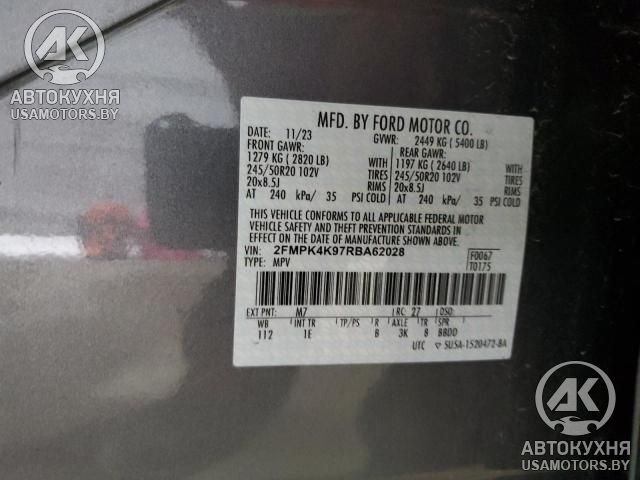 АК
АВТОКУХНЯ
USAMOTORS.BY
MFD. BY FORD MOTOR CO.
DATE: 11/23 GVWR: 2449 KG ( 5400 LB)
FRONT GAWR: REAR GAWR:
1279 KG ( 2820 LB) WITH 1197 KG ( 2640 LB) WITH
245/50R20 102V TIRES 245/50R20 102V TIRES
20x8.5J RIMS 20x8.5J RIMS
AT 240 kPa/ 35 PSI COLD AT 240 kPa/ 35 PSI COLD
THIS VEHICLE CONFORMS TO ALL APPLICABLE FEDERAL MOTOR
VEHICLE SAFETY AND THEFT PREVENTION STANDARDS IN
EFFECT ON THE DATE OF MANUFACTURE SHOWN ABOVE.
VIN: 2FMPK4K97RBA62028 F0067
TYPE: MPV T0175
EXT PNT: M7 RC: 27 DSO:
WB INT TR TP/PS R AXLE TR SPR
112 1E B 3K 8 BBDD
UTC SUSA-1520472-BA
АК
АВТОКУХНЯ
USAMOTORS.BY